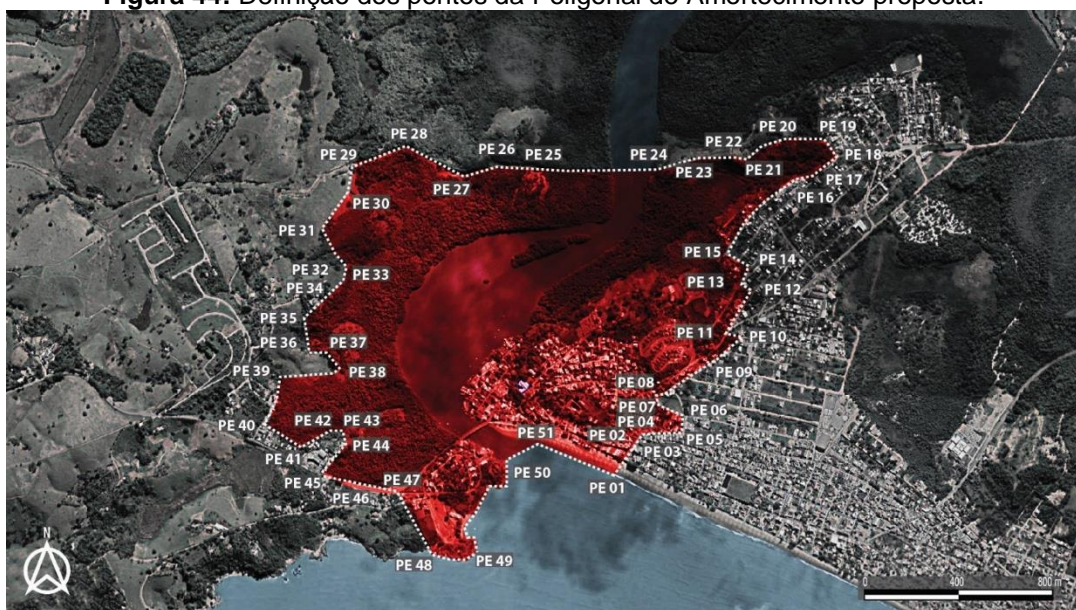 Figura 44: Definição dos pontos da Poligonal de Amortecimento proposta.
PE 28
PE 20
PE 19
PE 29
PE 26
PE 25
PE 24
PE 22
PE 18
PE 23
PE 21
PE 27
PE 17
PE 30
PE 16
PE 31
PE 15
PE 14
PE 32
PE 33
PE 13
PE 34
PE 12
PE 35
PE 11
PE 10
PE 36
PE 37
PE 39
PE 38
PE 09
PE 08
PE 07
PE 06
PE 42
PE 43
PE 04
PE 40
PE 51
PE 02
PE 05
PE 44
PE 03
PE 41
PE 50
PE 45
PE 47
PE 01
PE 46
PE 48
PE 49
N
0 400 800 m